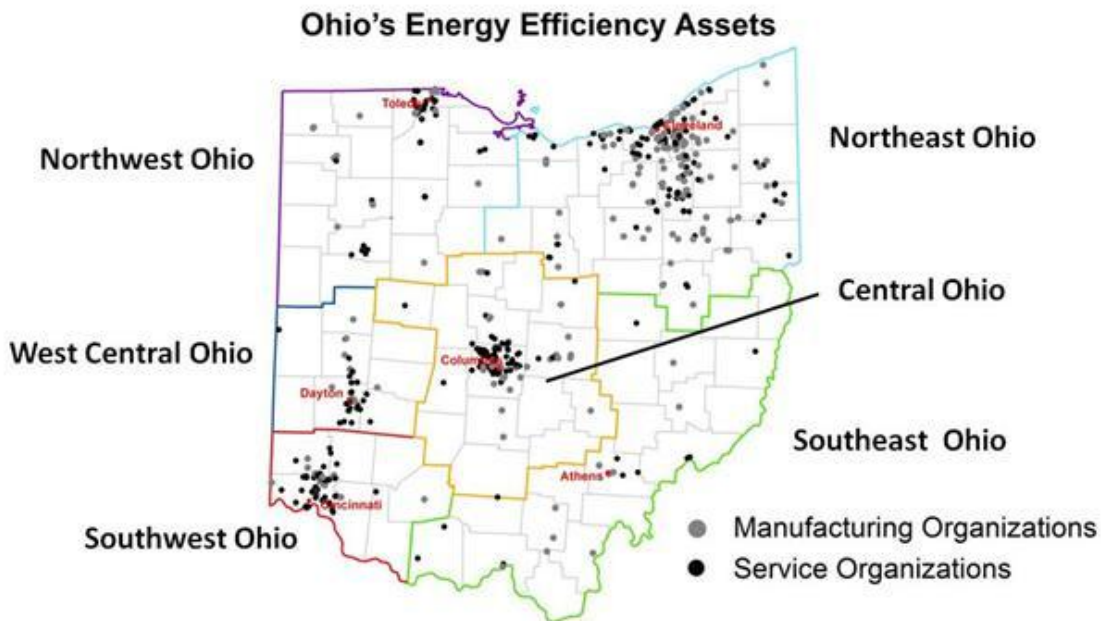 Ohio’s Energy Efficiency Assets
Toledo
Cleveland
Northwest Ohio
Northeast Ohio
Central Ohio
West Central Ohio
Columbus
Dayton
Southeast  Ohio
Athens
Cincinnati
Southwest Ohio
Manufacturing Organizations
Service Organizations